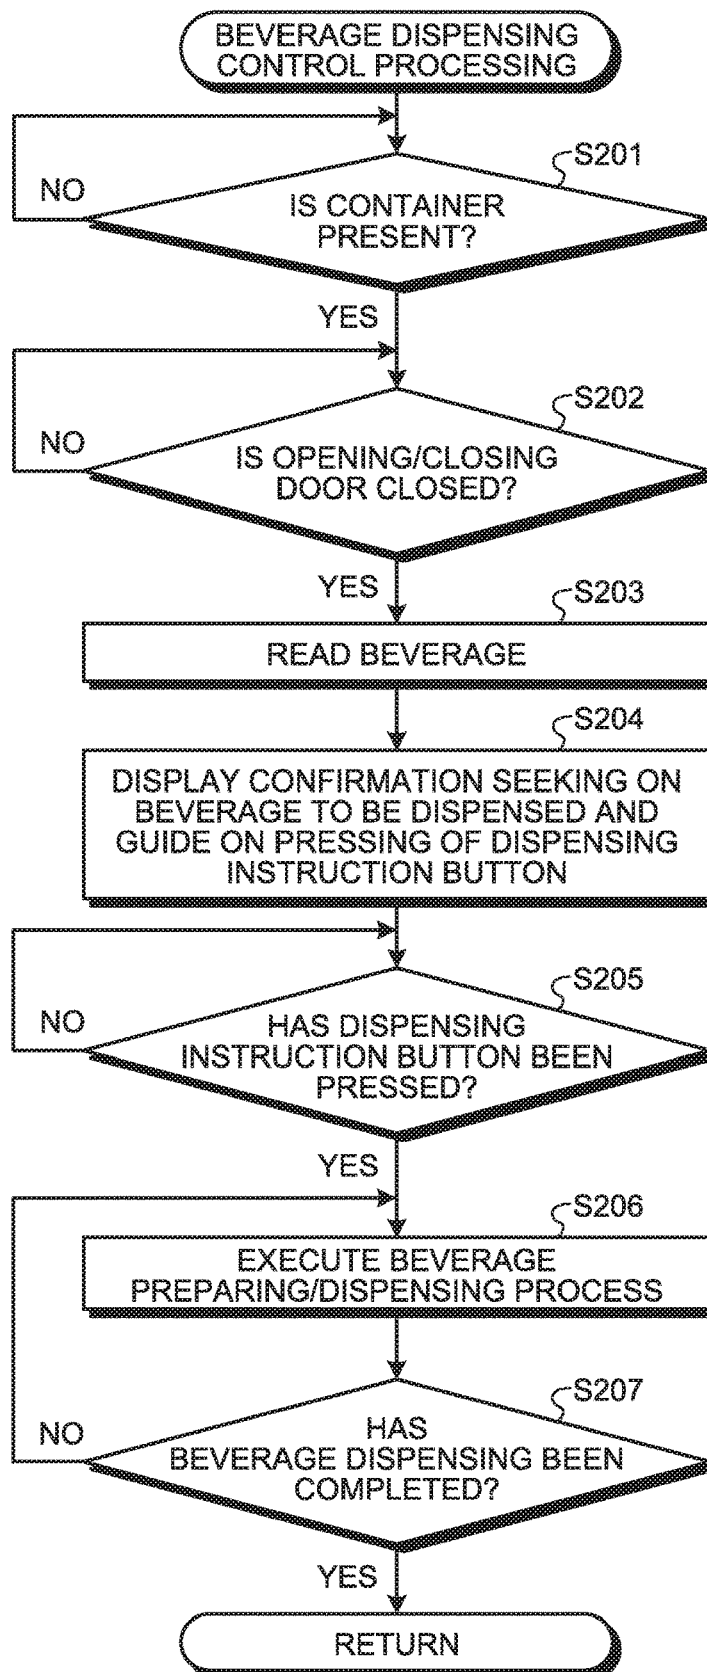 BEVERAGE DISPENSING
CONTROL PROCESSING
S201
NO
IS CONTAINER
PRESENT?
YES
S202
NO
IS OPENING/CLOSING
DOOR CLOSED?
YES
S203
READ BEVERAGE
S204
DISPLAY CONFIRMATION SEEKING ON
BEVERAGE TO BE DISPENSED AND
GUIDE ON PRESSING OF DISPENSING
INSTRUCTION BUTTON
S205
NO
HAS DISPENSING
INSTRUCTION BUTTON BEEN
PRESSED?
YES
S206
EXECUTE BEVERAGE
PREPARING/DISPENSING PROCESS
S207
NO
HAS
BEVERAGE DISPENSING BEEN
COMPLETED?
YES
RETURN